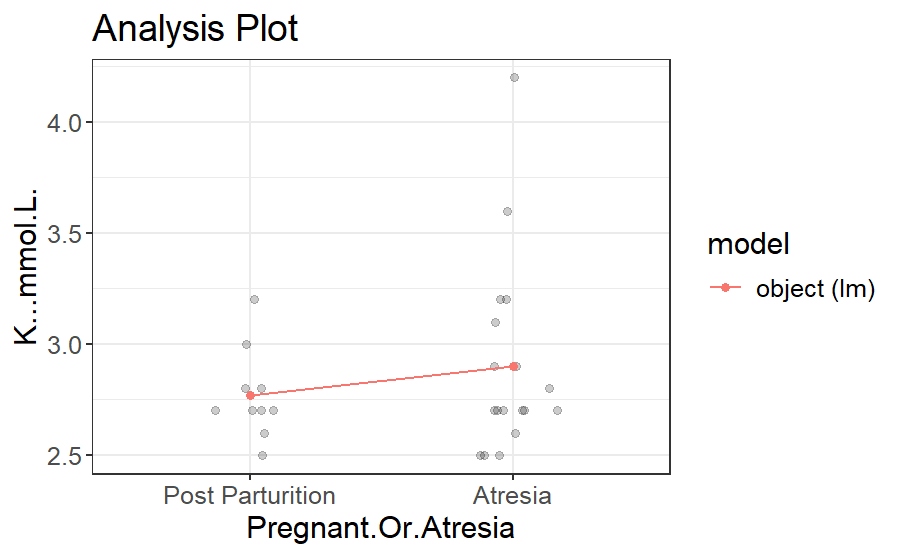 Analysis Plot
4.0
3.5
3.0
2.5
K...mmol.L.
Post Parturition
Atresia
Pregnant.Or.Atresia
model
object (lm)